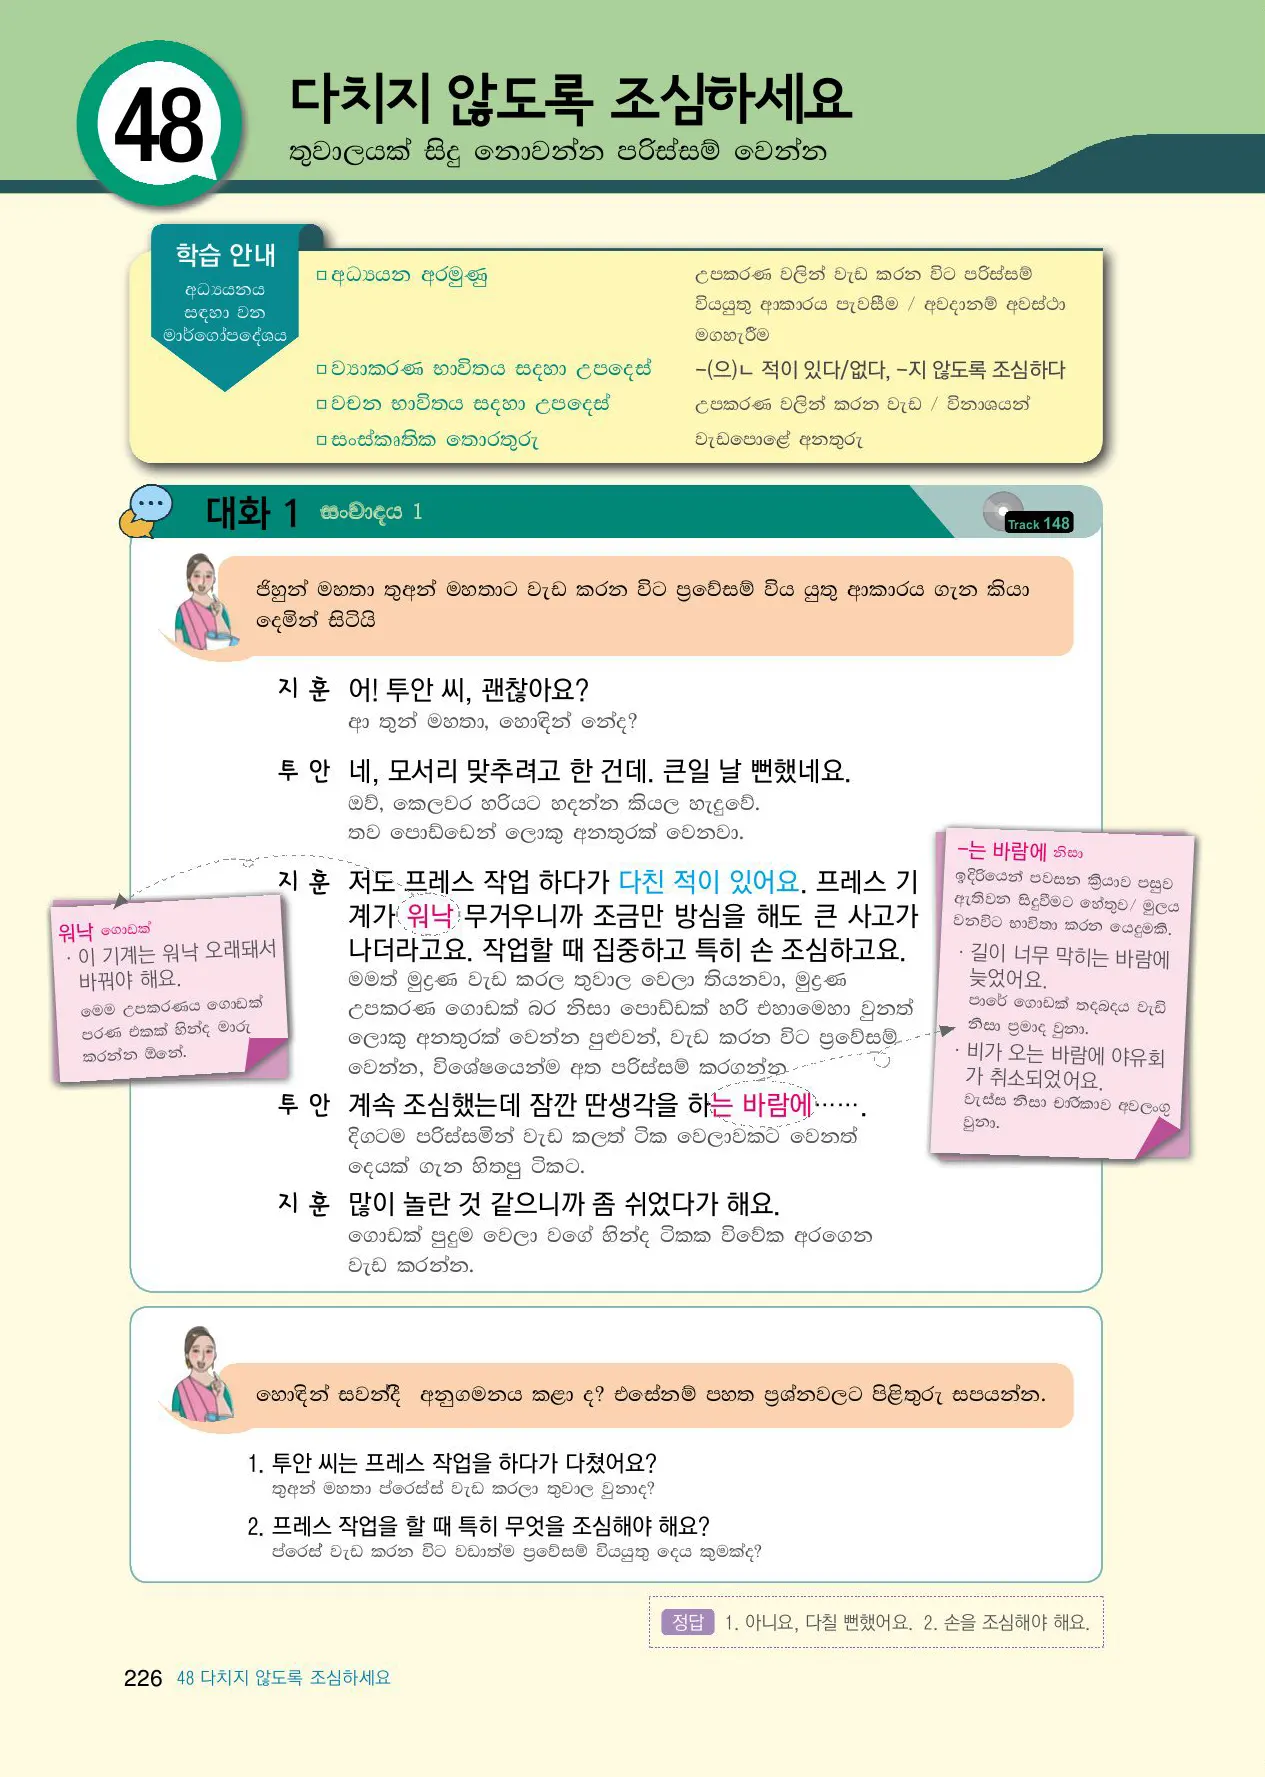 48
다치지 않도록 조심하세요
තුවාලයක් සිදු නොවන්න පරිස්සම් වෙන්න
학습 안내
අධ්‍යයනය
සඳහා වන
මාර්ගෝපදේශය
□ අධ්‍යයන අරමුණු
උපකරණ වලින් වැඩ කරන විට පරිස්සම්
වියයුතු ආකාරය පැවසීම / අවදානම් අවස්ථා
මගහැරීම
□ ව්‍යාකරණ භාවිතය සදහා උපදෙස්
-(으)ㄴ 적이 있다/없다, -지 않도록 조심하다
□ වචන භාවිතය සදහා උපදෙස්
උපකරණ වලින් කරන වැඩ / විනාශයන්
□ සංස්කෘතික තොරතුරු
වැඩපොළේ අනතුරු
대화 1 සංවාදය 1
Track 148
ජිහුන් මහතා තුඅන් මහතාට වැඩ කරන විට ප්‍රවේසම් විය යුතු ආකාරය ගැන කියා
දෙමින් සිටියි
지 훈 어! 투안 씨, 괜찮아요?
ආ තුන් මහතා, හොඳින් නේද?
투 안 네, 모서리 맞추려고 한 건데. 큰일 날 뻔했네요.
ඔව්, කෙලවර හරියට හදන්න කියල හැදුවේ.
තව පොඩ්ඩෙන් ලොකු අනතුරක් වෙනවා.
지 훈 저도 프레스 작업 하다가 다친 적이 있어요. 프레스 기
계가 워낙 무거우니까 조금만 방심을 해도 큰 사고가
나더라고요. 작업할 때 집중하고 특히 손 조심하고요.
මමත් මුද්‍රණ වැඩ කරල තුවාල වෙලා තියනවා, මුද්‍රණ
උපකරණ ගොඩක් බර නිසා පොඩ්ඩක් හරි එහාමෙහා වුනත්
ලොකු අනතුරක් වෙන්න පුළුවන්, වැඩ කරන විට ප්‍රවේසම්
වෙන්න, විශේෂයෙන්ම අත පරිස්සම් කරගන්න
투 안 계속 조심했는데 잠깐 딴생각을 하는 바람에…….
දිගටම පරිස්සමින් වැඩ කලත් ටික වෙලාවකට වෙනත්
දෙයක් ගැන හිතපු ටිකට.
지 훈 많이 놀란 것 같으니까 좀 쉬었다가 해요.
ගොඩක් පුදුම වෙලා වගේ හින්ද ටිකක විවේක අරගෙන
වැඩ කරන්න.
워낙 ගොඩක්
· 이 기계는 워낙 오래돼서
바꿔야 해요.
මෙම උපකරණය ගොඩක්
පරණ එකක් හින්ද මාරු
කරන්න ඕනේ.
-는 바람에 නිසා
ඉදිරියෙන් පවසන ක්‍රියාව පසුව
ඇතිවන සිදුවීමට හේතුව/ මුලය
වනවිට භාවිතා කරන යෙදුමකි.
· 길이 너무 막히는 바람에
늦었어요.
පාරේ ගොඩක් තදබදය වැඩි
නිසා ප්‍රමාද වුනා.
· 비가 오는 바람에 야유회
가 취소되었어요.
වැස්ස නිසා චාරිකාව අවලංගු
වුනා.
හොඳින් සවන්දී අනුගමනය කළා ද? එසේනම් පහත ප්‍රශ්නවලට පිළිතුරු සපයන්න.
1. 투안 씨는 프레스 작업을 하다가 다쳤어요?
තුඅන් මහතා ප්රෙස්ස් වැඩ කරලා තුවාල වුනාද?
2. 프레스 작업을 할 때 특히 무엇을 조심해야 해요?
ප්රෙස් වැඩ කරන විට වඩාත්ම ප්‍රවේසම් වියයුතු දෙය කුමක්ද?
정답 1. 아니요, 다칠 뻔했어요. 2. 손을 조심해야 해요.
226 48 다치지 않도록 조심하세요